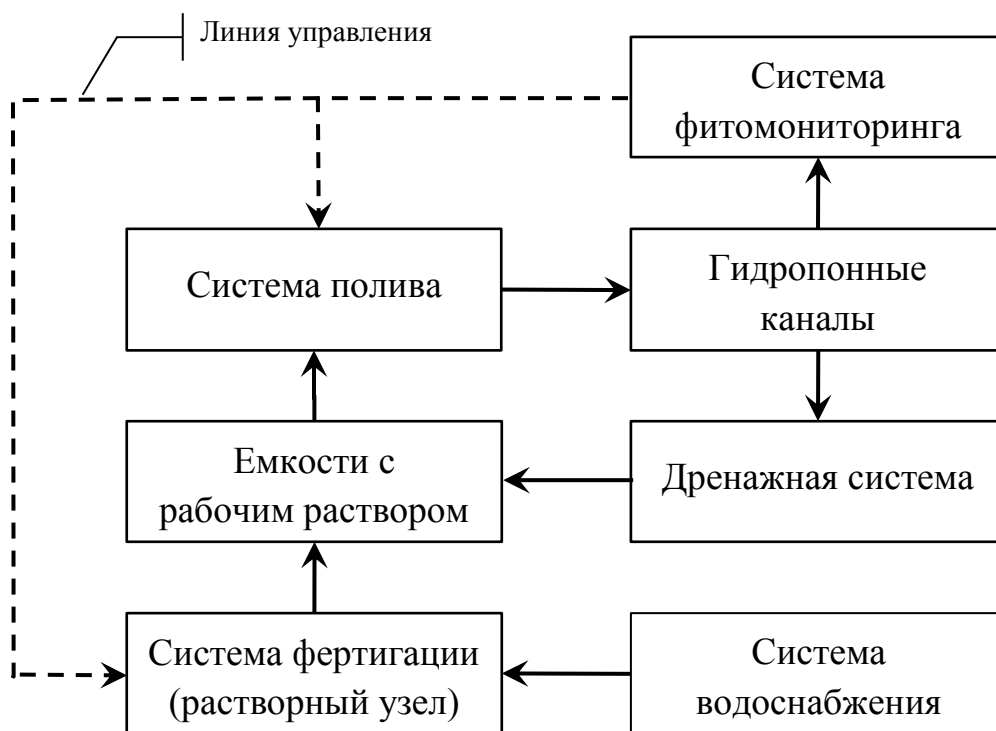 Линия управления
Система
фитомониторинга
Система полива
Гидропонные
каналы
Емкости с
рабочим раствором
Дренажная система
Система фертигации
(растворный узел)
Система
водоснабжения